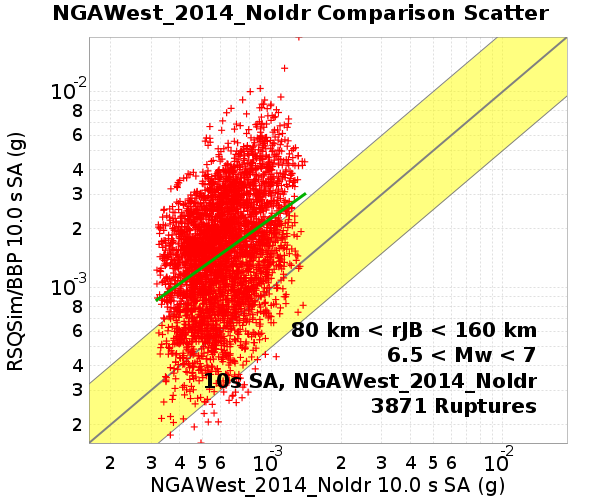 NGAWest_2014_NoIdr Comparison Scatter
RSQSim/BBP 10.0 s SA (g)
10-2
8
6
4
3
2
10-3
8
6
4
3
2
80 km < rJB < 160 km
6.5 < Mw < 7
10s SA, NGAWest_2014_NoIdr
3871 Ruptures
2 3 4 5 6 10-3 2 3 4 5 6 10-2
NGAWest_2014_NoIdr 10.0 s SA (g)